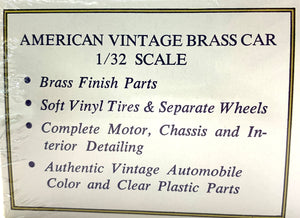 AMERICAN VINTAGE BRASS CAR
1/32 SCALE
• Brass Finish Parts
• Soft Vinyl Tires & Separate Wheels
• Complete Motor, Chassis and In-
terior Detailing
• Authentic Vintage Automobile
Color and Clear Plastic Parts